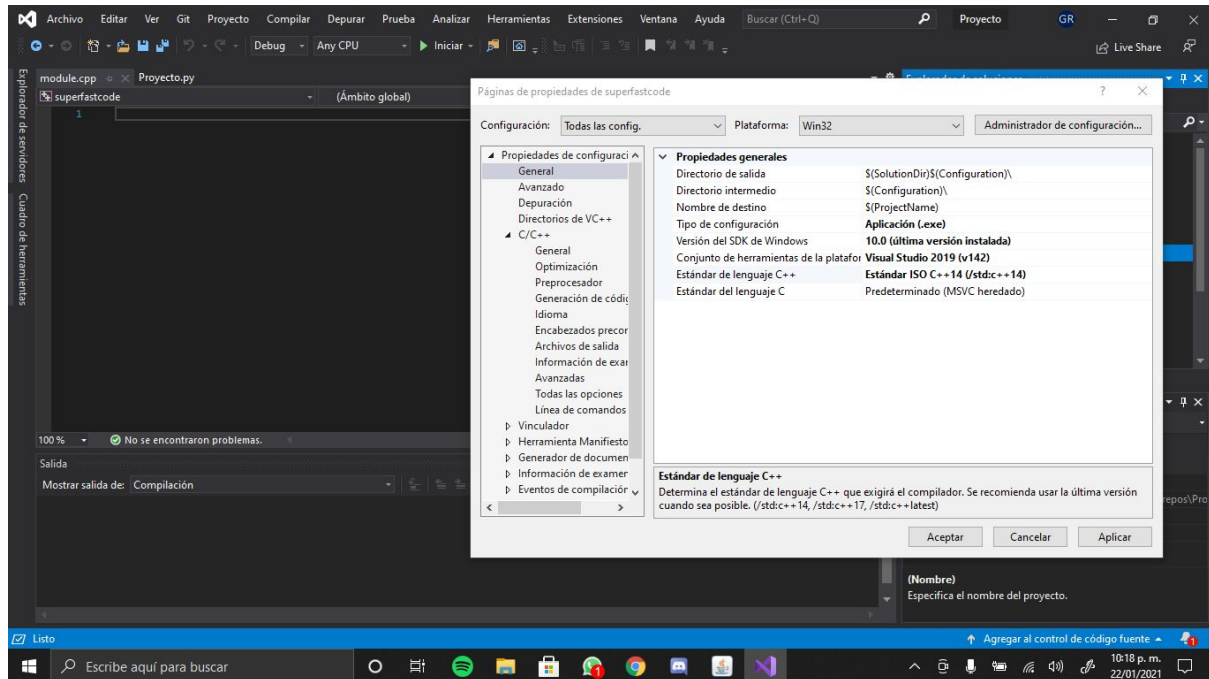 Archivo Editar Ver Git Proyecto Compilar Depurar Prueba Analizar Herramientas Extensiones Ventana Ayuda Buscar (Ctrl+Q) Proyecto GR
Debug Any CPU Iniciar Live Share
Explorador de servidores
Cuadro de herramientas
module.cpp Proyecto.py
superfastcode (Ámbito global)
1
100 % No se encontraron problemas.
Salida
Mostrar salida de: Compilación
Páginas de propiedades de superfastcode ?
Configuración: Todas las config. Plataforma: Win32 Administrador de configuración...
Propiedades de configuraci
General
Avanzado
Depuración
Directorios de VC++
C/C++
General
Optimización
Preprocesador
Generación de códig
Idioma
Encabezados precor
Archivos de salida
Información de exar
Avanzadas
Todas las opciones
Línea de comandos
Vinculador
Herramienta Manifiesto
Generador de documen
Información de examer
Eventos de compilaciór
Propiedades generales
Directorio de salida $(SolutionDir)$(Configuration)\
Directorio intermedio $(Configuration)\
Nombre de destino $(ProjectName)
Tipo de configuración Aplicación (.exe)
Versión del SDK de Windows 10.0 (última versión instalada)
Conjunto de herramientas de la platafor Visual Studio 2019 (v142)
Estándar de lenguaje C++ Estándar ISO C++14 (/std:c++14)
Estándar del lenguaje C Predeterminado (MSVC heredado)
Estándar de lenguaje C++
Determina el estándar de lenguaje C++ que exigirá el compilador. Se recomienda usar la última versión
cuando sea posible. (/std:c++14, /std:c++17, /std:c++latest)
Aceptar Cancelar Aplicar
repos\Pro
(Nombre)
Especifica el nombre del proyecto.
Listo Agregar al control de código fuente 1
Escribe aquí para buscar
10:18 p. m.
22/01/2021